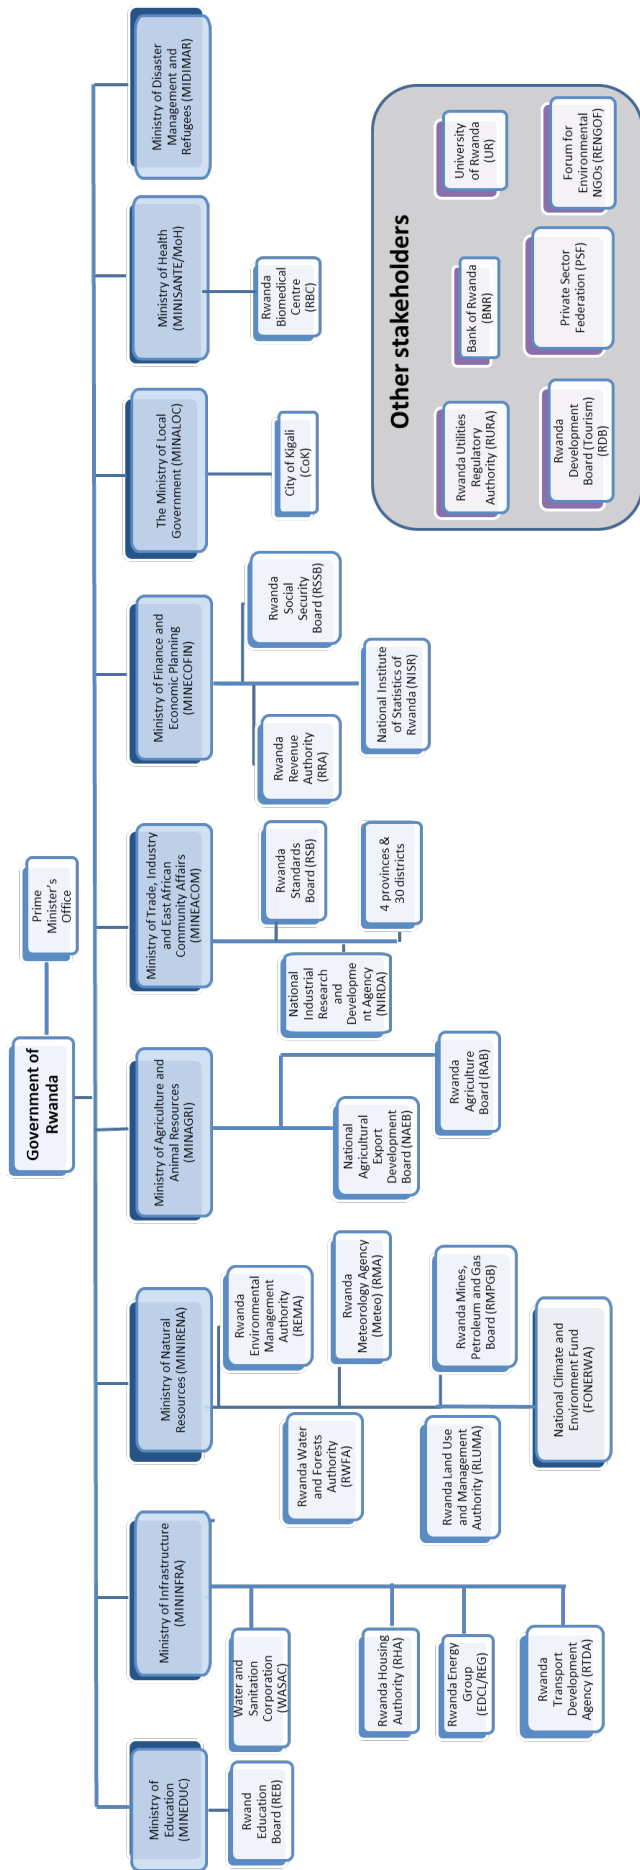 Government of
Rwanda
Prime
Minister's
Office
Ministry of
Education
(MINEDUC)
Rwand
Education
Board (REB)
Ministry of Infrastructure
(MININFRA)
Water and
Sanitation
Corporation
(WASAC)
Rwanda Housing
Authority (RHA)
Rwanda Energy
Group
(EDCL/REG)
Rwanda
Transport
Development
Agency (RTDA)
Ministry of Natural
Resources (MINIRENA)
Rwanda
Environmental
Management
Authority
(REMA)
Rwanda Water
and Forests
Authority
(RWFA)
Rwanda
Meteorology Agency
(Meteo) (RMA)
Rwanda Land Use
and Management
Authority (RLUMA)
Rwanda Mines,
Petroleum and Gas
Board (RMPGB)
National Climate and
Environment Fund
(FONERWA)
Ministry of Agriculture and
Animal Resources
(MINAGRI)
National
Agricultural
Export
Development
Board (NAEB)
Rwanda
Agriculture
Board (RAB)
Ministry of Trade, Industry
and East African
Community Affairs
(MINEACOM)
Rwanda
Standards
Board (RSB)
National
Industrial
Research
and
Developme
nt Agency
(NIRDA)
4 provinces &
30 districts
Ministry of Finance and
Economic Planning
(MINECOFIN)
Rwanda
Revenue
Authority
(RRA)
Rwanda
Social
Security
Board (RSSB)
National Institute
of Statistics of
Rwanda (NISR)
The Ministry of Local
Government (MINALOC)
City of Kigali
(CoK)
Ministry of Health
(MINISANTE/MoH)
Rwanda
Biomedical
Centre
(RBC)
Ministry of Disaster
Management and
Refugees (MIDIMAR)
Other stakeholders
Rwanda Utilities
Regulatory
Authority (RURA)
Bank of Rwanda
(BNR)
University
of Rwanda
(UR)
Rwanda
Development
Board (Tourism)
(RDB)
Private Sector
Federation (PSF)
Forum for
Environmental
NGOs (RENGOF)